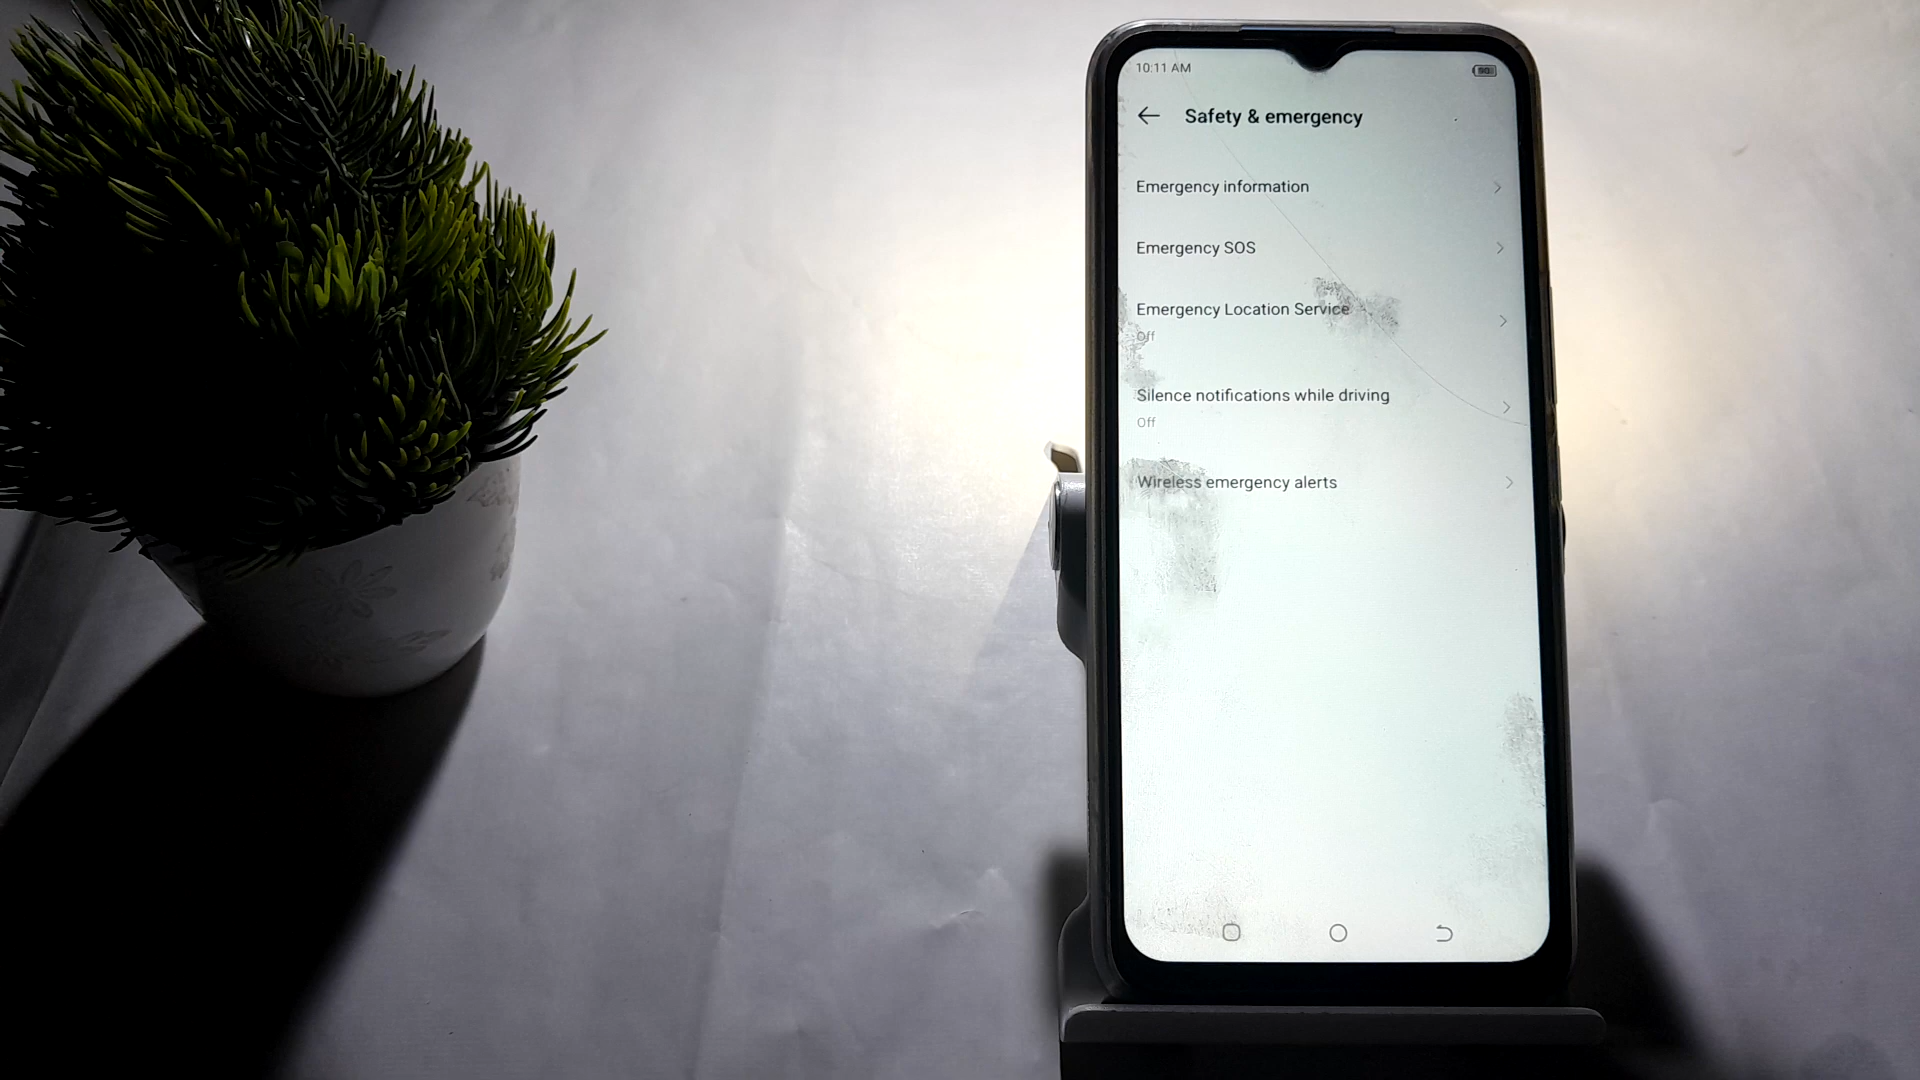 10:11 AM
90
Safety & emergency
Emergency information
Emergency SOS
Emergency Location Service
Off
Silence notifications while driving
Off
Wireless emergency alerts